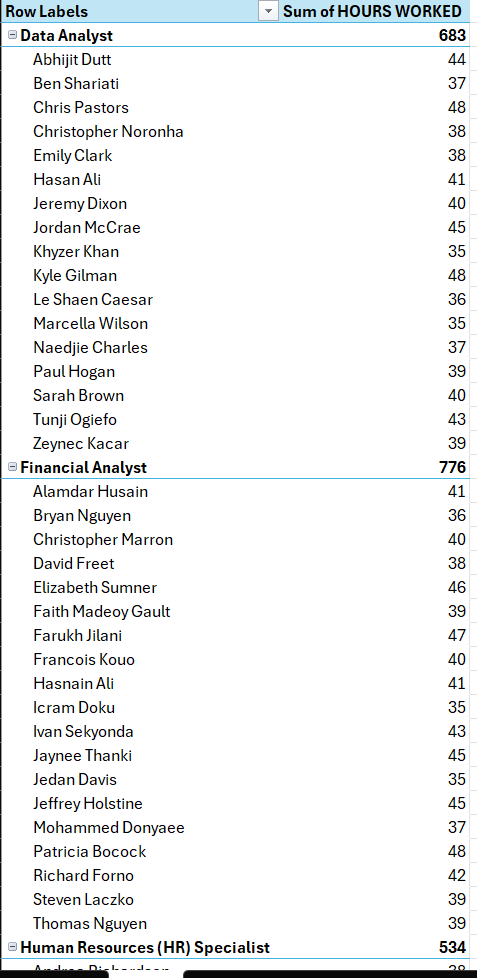 Row Labels Sum of HOURS WORKED
Data Analyst 683
Abhijit Dutt 44
Ben Shariati 37
Chris Pastors 48
Christopher Noronha 38
Emily Clark 38
Hasan Ali 41
Jeremy Dixon 40
Jordan McCrae 45
Khyzer Khan 35
Kyle Gilman 48
Le Shaen Caesar 36
Marcella Wilson 35
Naedjie Charles 37
Paul Hogan 39
Sarah Brown 40
Tunji Ogiefo 43
Zeynec Kacar 39
Financial Analyst 776
Alamdar Husain 41
Bryan Nguyen 36
Christopher Marron 40
David Freet 38
Elizabeth Sumner 46
Faith Madeoy Gault 39
Farukh Jilani 47
Francois Kouo 40
Hasnain Ali 41
Icram Doku 35
Ivan Sekyonda 43
Jaynee Thanki 45
Jedan Davis 35
Jeffrey Holstine 45
Mohammed Donyaee 37
Patricia Bocock 48
Richard Forno 42
Steven Laczko 39
Thomas Nguyen 39
Human Resources (HR) Specialist 534